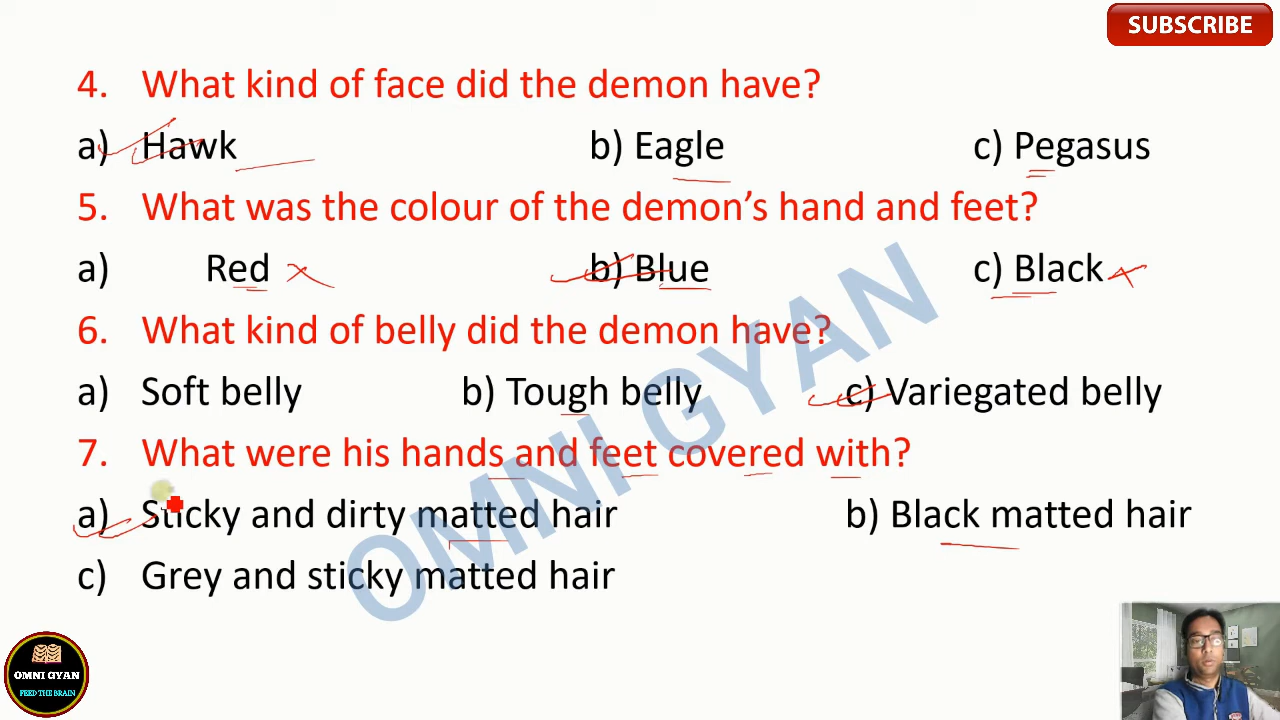 SUBSCRIBE
4. What kind of face did the demon have?
a) Hawk b) Eagle c) Pegasus
5. What was the colour of the demon's hand and feet?
a) Red b) Blue c) Black
6. What kind of belly did the demon have?
a) Soft belly b) Tough belly c) Variegated belly
7. What were his hands and feet covered with?
a) Sticky and dirty matted hair b) Black matted hair
c) Grey and sticky matted hair
OMNI GYAN
OMNI GYAN
FEED THE BRAIN